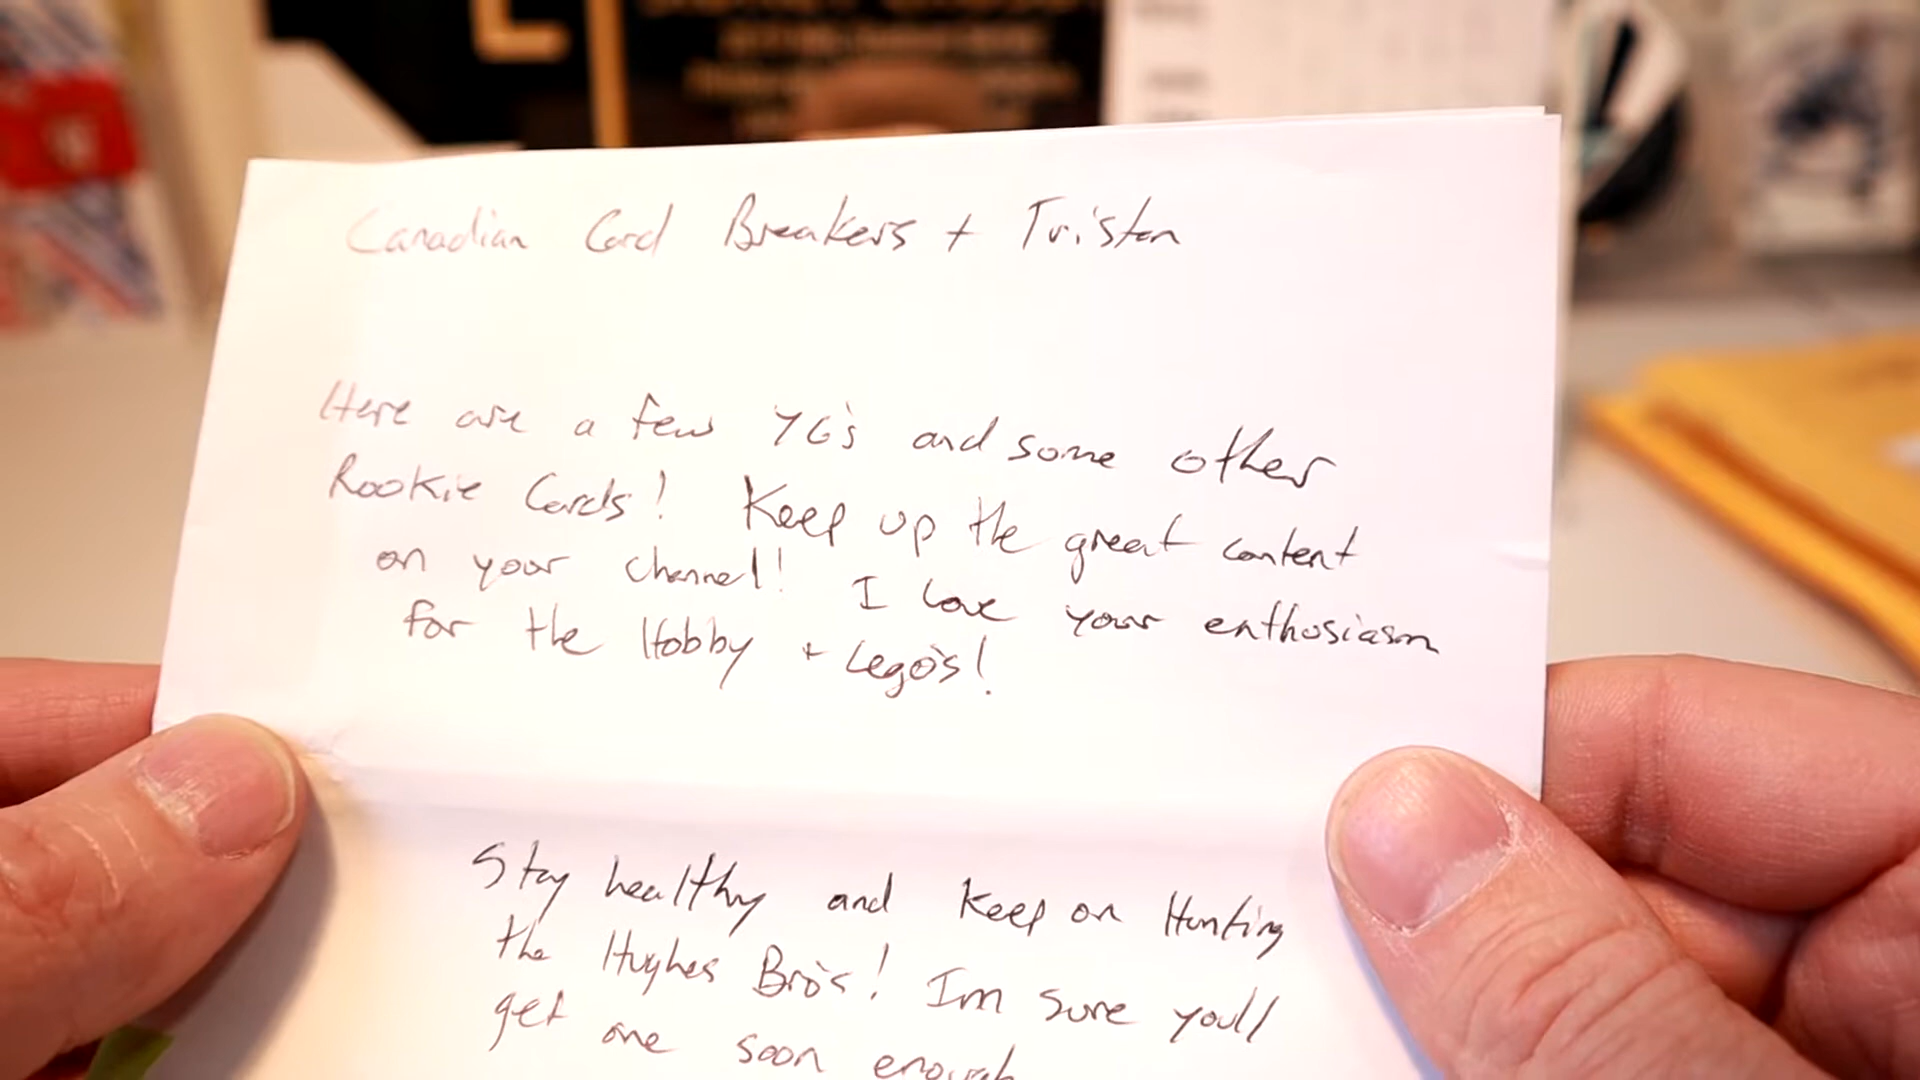 Canadian Card Breakers + Tristan
Here are a few YG's and some other
Rookie Cards! Keep up the great content
on your channel! I love your enthusiasm
for the Hobby + Lego's!
Stay healthy and keep on Hunting
the Hughes Bro's! Im sure youll
get one soon enough